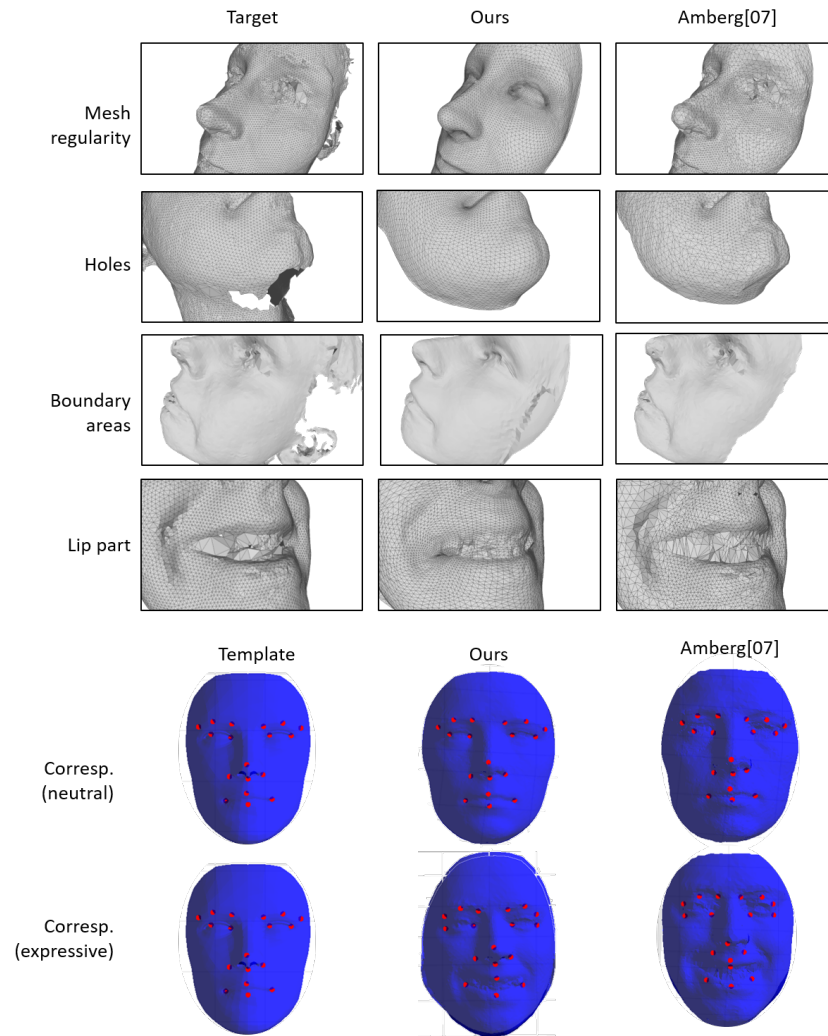 Target Ours Amberg[07]
Mesh
regularity
Holes
Boundary
areas
Lip part
Template Ours Amberg[07]
Corresp.
(neutral)
Corresp.
(expressive)